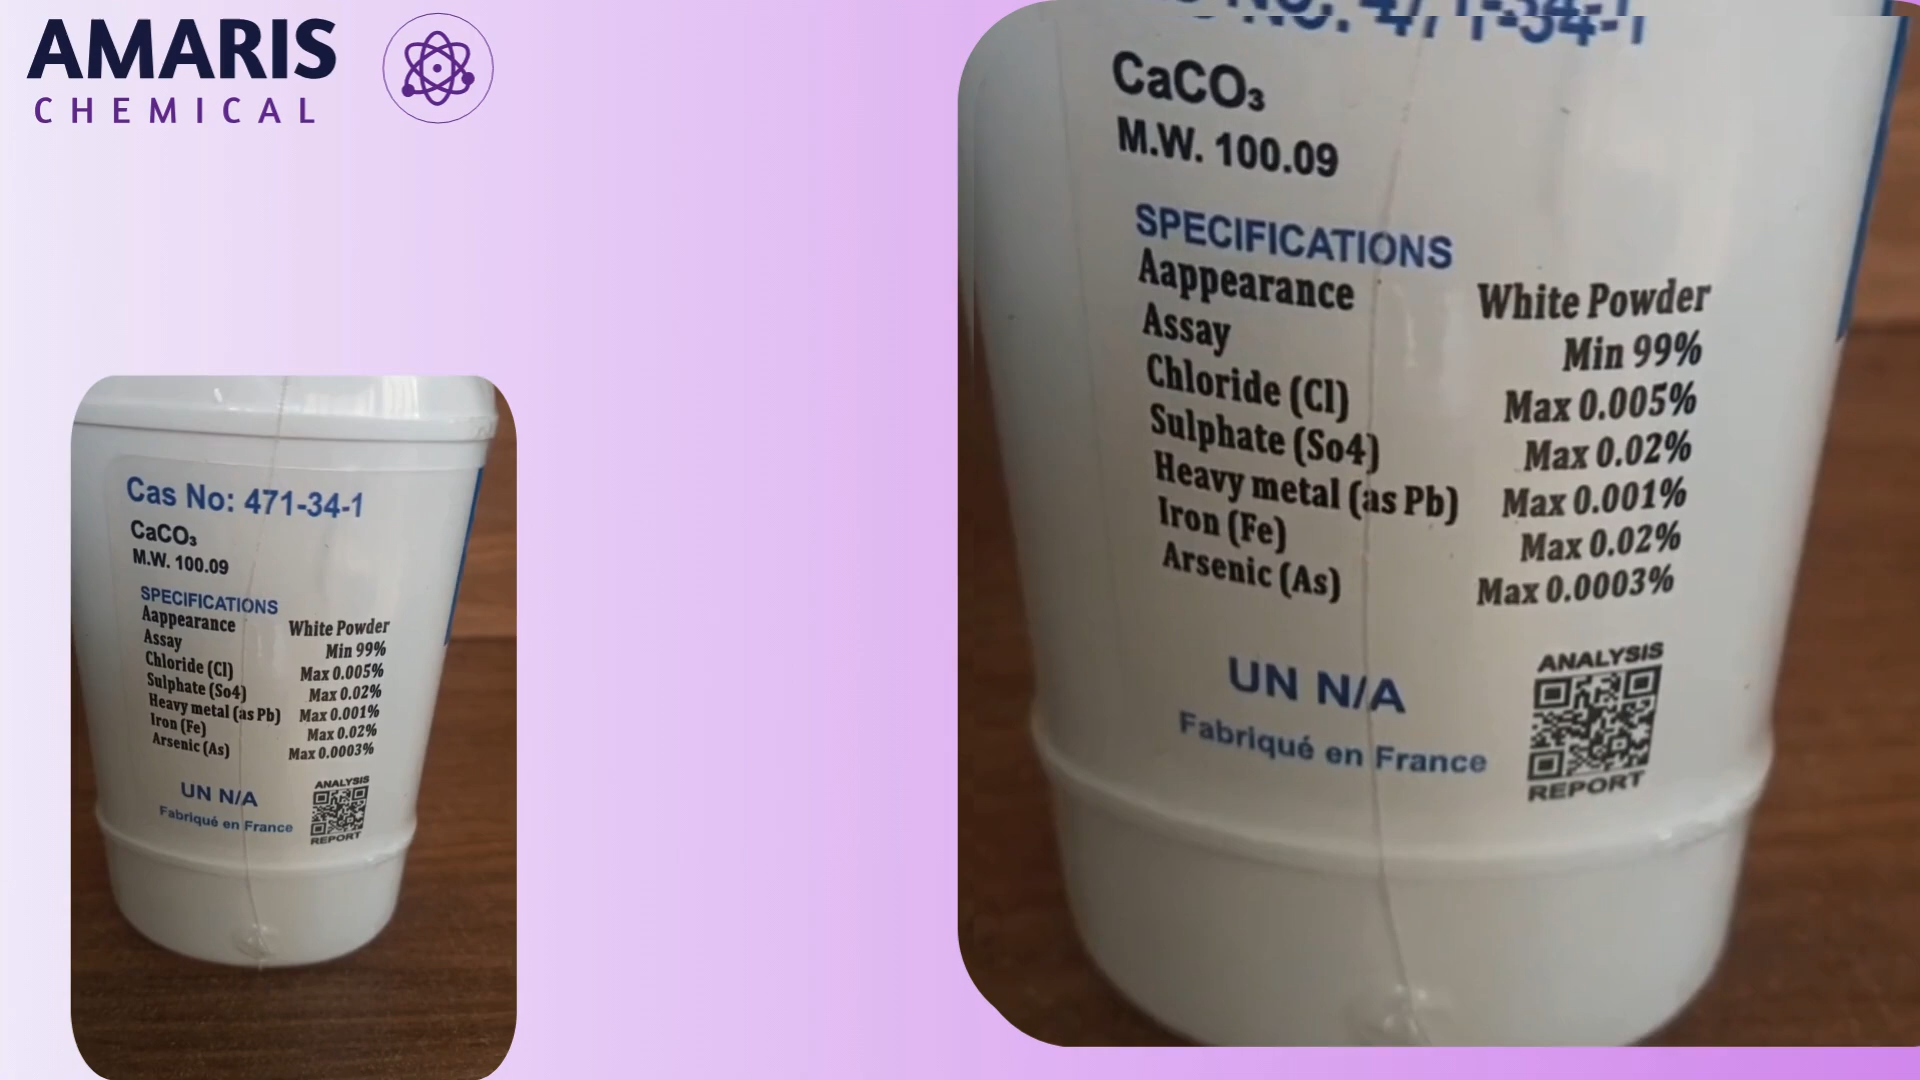 AMARIS
CHEMICAL
Cas No: 471-34-1
CaCO₃
M.W. 100.09
SPECIFICATIONS
Aappearance White Powder
Assay Min 99%
Chloride (Cl) Max 0.005%
Sulphate (So4) Max 0.02%
Heavy metal (as Pb) Max 0.001%
Iron (Fe) Max 0.02%
Arsenic (As) Max 0.0003%
UN N/A
Fabriqué en France
ANALYSIS
REPORT
471-34-1
CaCO₃
M.W. 100.09
SPECIFICATIONS
Aappearance White Powder
Assay Min 99%
Chloride (Cl) Max 0.005%
Sulphate (So4) Max 0.02%
Heavy metal (as Pb) Max 0.001%
Iron (Fe) Max 0.02%
Arsenic (As) Max 0.0003%
UN N/A
Fabriqué en France
ANALYSIS
REPORT